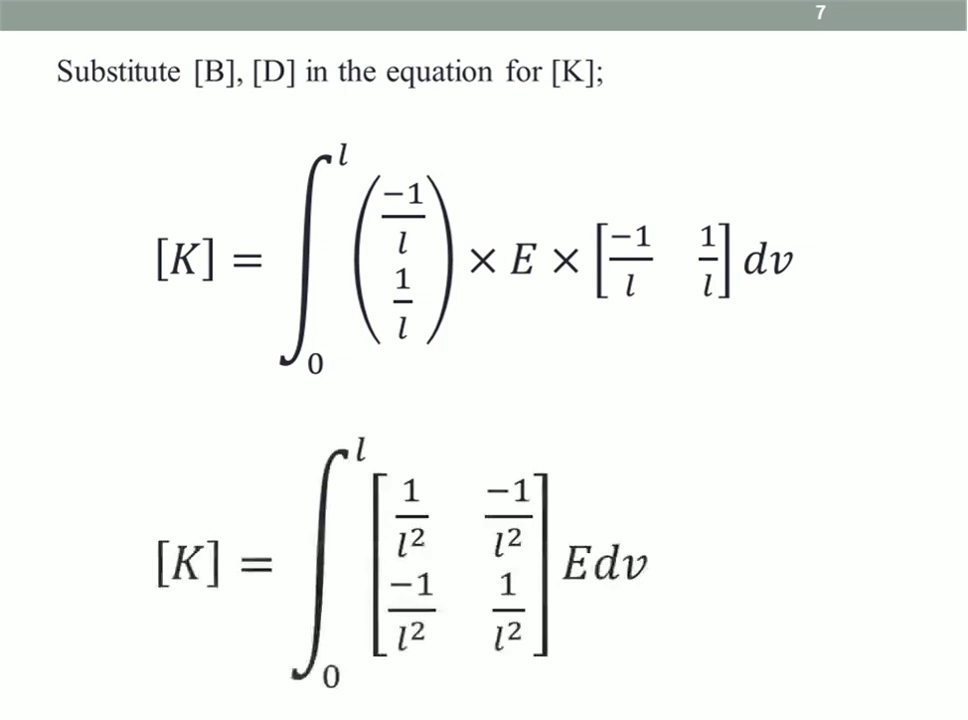 7
Substitute [B], [D] in the equation for [K];
[K] = ∫₀ˡ ( −1/l 1/l ) × E × [ −1/l 1/l ] dv
[K] = ∫₀ˡ [ 1/l² −1/l² −1/l² 1/l² ] Edv